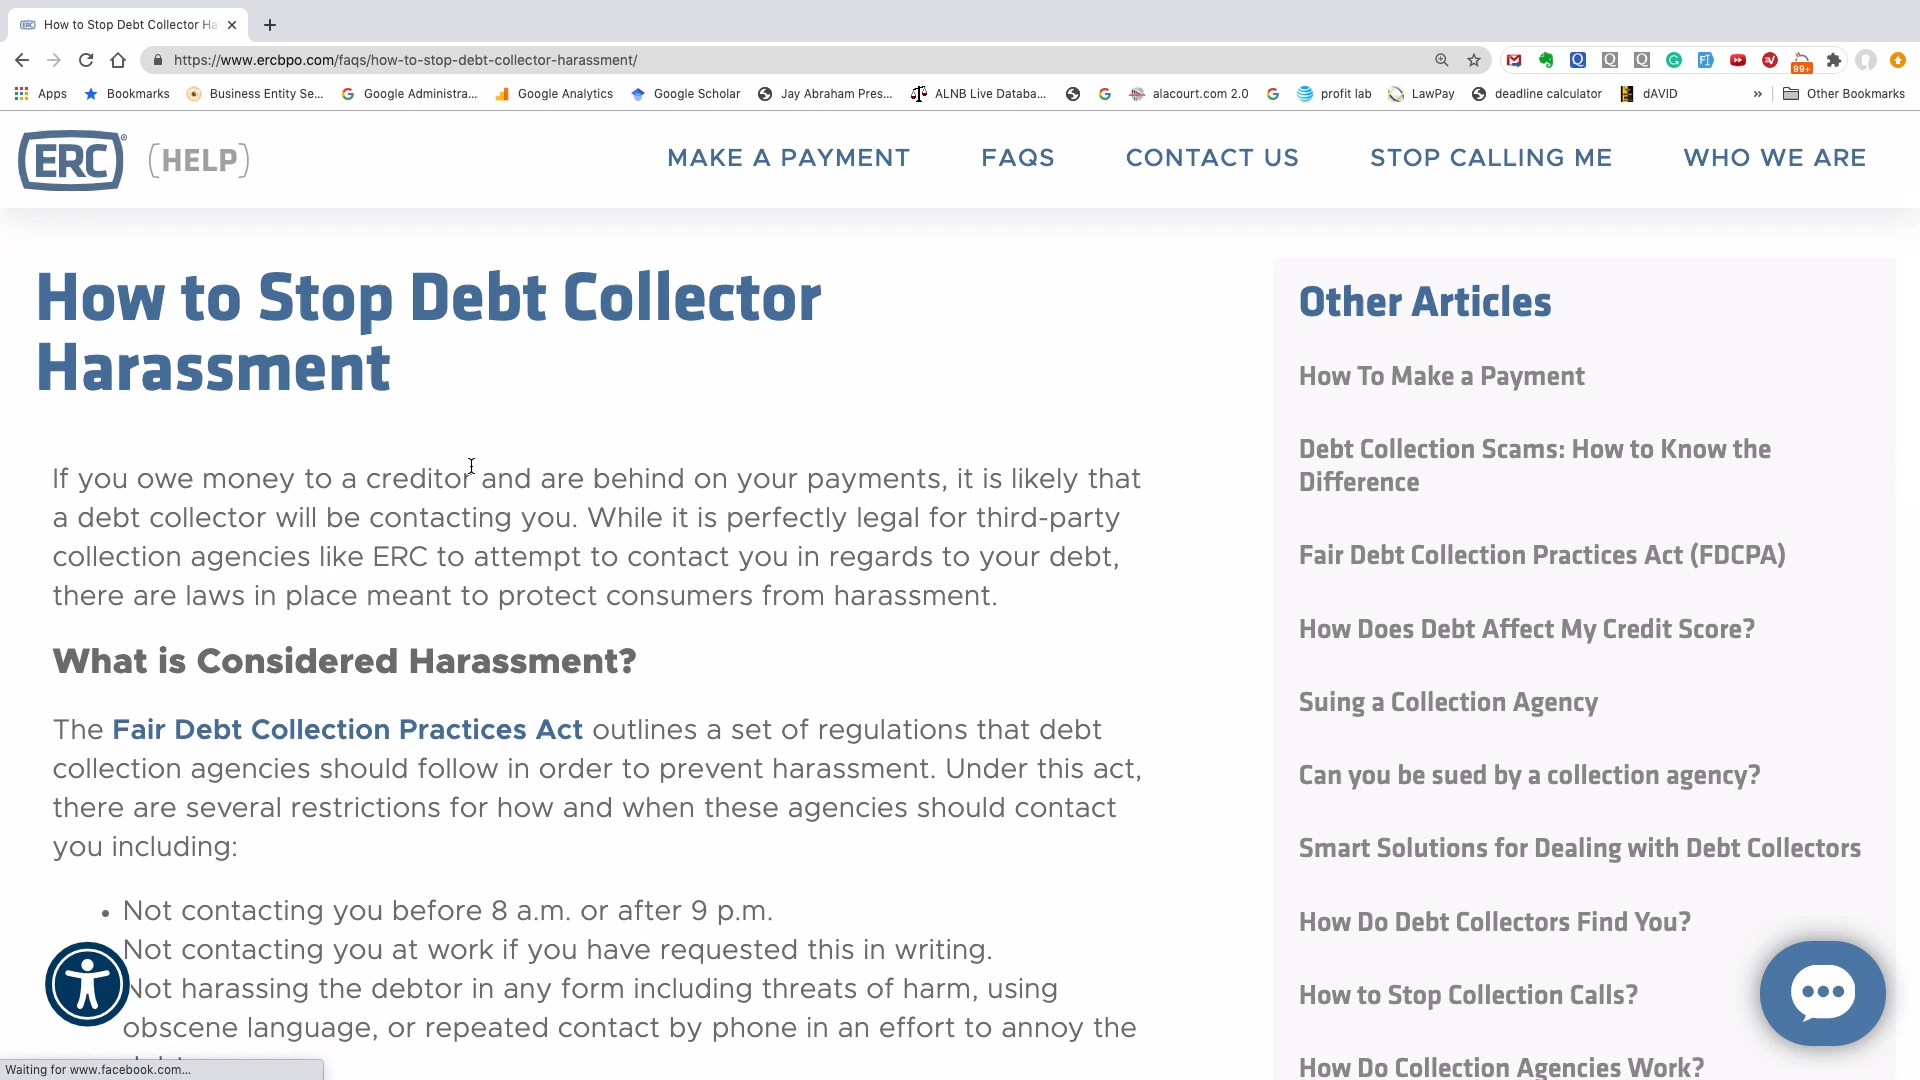 How to Stop Debt Collector Ha
https://www.ercbpo.com/faqs/how-to-stop-debt-collector-harassment/
99+
Apps
Bookmarks
Business Entity Se...
Google Administra...
Google Analytics
Google Scholar
Jay Abraham Pres...
ALNB Live Databa...
alacourt.com 2.0
profit lab
LawPay
deadline calculator
dAVID
»
Other Bookmarks
ERC® (HELP)
MAKE A PAYMENT
FAQS
CONTACT US
STOP CALLING ME
WHO WE ARE
How to Stop Debt Collector
Harassment
If you owe money to a creditor and are behind on your payments, it is likely that
a debt collector will be contacting you. While it is perfectly legal for third-party
collection agencies like ERC to attempt to contact you in regards to your debt,
there are laws in place meant to protect consumers from harassment.
What is Considered Harassment?
The Fair Debt Collection Practices Act outlines a set of regulations that debt
collection agencies should follow in order to prevent harassment. Under this act,
there are several restrictions for how and when these agencies should contact
you including:
• Not contacting you before 8 a.m. or after 9 p.m.
Not contacting you at work if you have requested this in writing.
Not harassing the debtor in any form including threats of harm, using
obscene language, or repeated contact by phone in an effort to annoy the
Other Articles
How To Make a Payment
Debt Collection Scams: How to Know the
Difference
Fair Debt Collection Practices Act (FDCPA)
How Does Debt Affect My Credit Score?
Suing a Collection Agency
Can you be sued by a collection agency?
Smart Solutions for Dealing with Debt Collectors
How Do Debt Collectors Find You?
How to Stop Collection Calls?
How Do Collection Agencies Work?
Waiting for www.facebook.com...